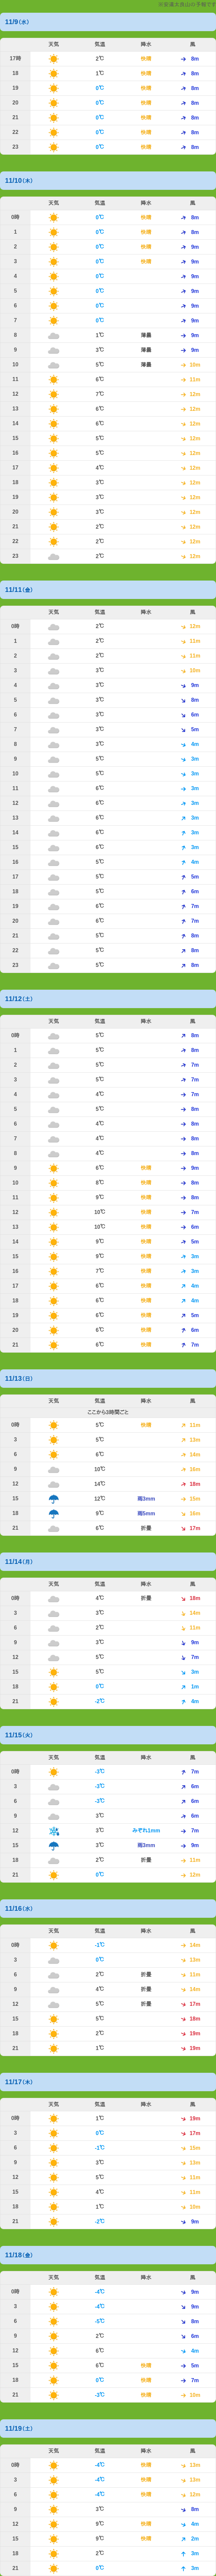 ※安達太良山の予報です
11/9（水）
天気 気温 降水 風
17時 2℃ 快晴 8m
18 1℃ 快晴 8m
19 0℃ 快晴 8m
20 0℃ 快晴 8m
21 0℃ 快晴 8m
22 0℃ 快晴 8m
23 0℃ 快晴 8m
11/10（木）
天気 気温 降水 風
0時 0℃ 快晴 8m
1 0℃ 快晴 8m
2 0℃ 快晴 9m
3 0℃ 快晴 9m
4 0℃ 9m
5 0℃ 9m
6 0℃ 9m
7 0℃ 9m
8 1℃ 薄曇 9m
9 3℃ 薄曇 9m
10 5℃ 薄曇 10m
11 6℃ 11m
12 7℃ 12m
13 6℃ 12m
14 6℃ 12m
15 5℃ 12m
16 5℃ 12m
17 4℃ 12m
18 3℃ 12m
19 3℃ 12m
20 3℃ 12m
21 2℃ 12m
22 2℃ 12m
23 2℃ 12m
11/11（金）
天気 気温 降水 風
0時 2℃ 12m
1 2℃ 11m
2 2℃ 11m
3 3℃ 10m
4 3℃ 9m
5 3℃ 8m
6 3℃ 6m
7 3℃ 5m
8 3℃ 4m
9 5℃ 3m
10 5℃ 3m
11 6℃ 3m
12 6℃ 3m
13 6℃ 3m
14 6℃ 3m
15 6℃ 3m
16 5℃ 4m
17 5℃ 5m
18 5℃ 6m
19 6℃ 7m
20 6℃ 7m
21 5℃ 8m
22 5℃ 8m
23 5℃ 8m
11/12（土）
天気 気温 降水 風
0時 5℃ 8m
1 5℃ 8m
2 5℃ 7m
3 5℃ 7m
4 4℃ 7m
5 5℃ 8m
6 4℃ 8m
7 4℃ 8m
8 4℃ 8m
9 6℃ 快晴 9m
10 8℃ 快晴 8m
11 9℃ 快晴 8m
12 10℃ 快晴 7m
13 10℃ 快晴 6m
14 9℃ 快晴 5m
15 9℃ 快晴 3m
16 7℃ 快晴 3m
17 6℃ 快晴 4m
18 6℃ 快晴 4m
19 6℃ 快晴 5m
20 6℃ 快晴 6m
21 6℃ 快晴 7m
11/13（日）
天気 気温 降水 風
ここから3時間ごと
0時 5℃ 快晴 11m
3 5℃ 13m
6 6℃ 14m
9 10℃ 16m
12 14℃ 18m
15 12℃ 雨3mm 15m
18 9℃ 雨5mm 16m
21 6℃ 折曇 17m
11/14（月）
天気 気温 降水 風
0時 4℃ 折曇 18m
3 3℃ 14m
6 2℃ 11m
9 3℃ 9m
12 5℃ 7m
15 5℃ 3m
18 0℃ 1m
21 -2℃ 4m
11/15（火）
天気 気温 降水 風
0時 -3℃ 7m
3 -3℃ 6m
6 -3℃ 6m
9 3℃ 6m
12 3℃ みぞれ1mm 7m
15 3℃ 雨3mm 9m
18 2℃ 折曇 11m
21 0℃ 12m
11/16（水）
天気 気温 降水 風
0時 -1℃ 14m
3 0℃ 13m
6 2℃ 折曇 11m
9 4℃ 折曇 14m
12 5℃ 折曇 17m
15 5℃ 18m
18 2℃ 19m
21 1℃ 19m
11/17（木）
天気 気温 降水 風
0時 1℃ 19m
3 0℃ 17m
6 -1℃ 15m
9 3℃ 13m
12 5℃ 11m
15 4℃ 11m
18 1℃ 10m
21 -2℃ 9m
11/18（金）
天気 気温 降水 風
0時 -4℃ 9m
3 -4℃ 9m
6 -5℃ 8m
9 2℃ 6m
12 6℃ 4m
15 6℃ 快晴 5m
18 0℃ 快晴 7m
21 -3℃ 快晴 10m
11/19（土）
天気 気温 降水 風
0時 -4℃ 快晴 13m
3 -4℃ 快晴 13m
6 -4℃ 快晴 12m
9 3℃ 8m
12 9℃ 快晴 4m
15 9℃ 快晴 2m
18 2℃ 3m
21 0℃ 3m